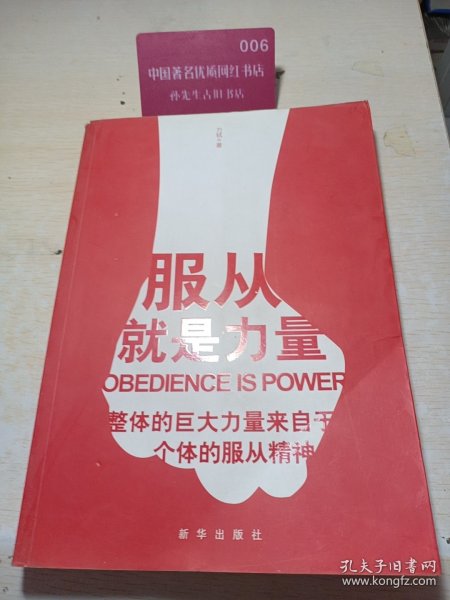 006
中国著名优质网红书店
孙先生古旧书店
服从
就是力量
OBEDIENCE IS POWER
整体的巨大力量来自于
个体的服从精神
新华出版社
孔夫子旧书网
www.kongfz.com